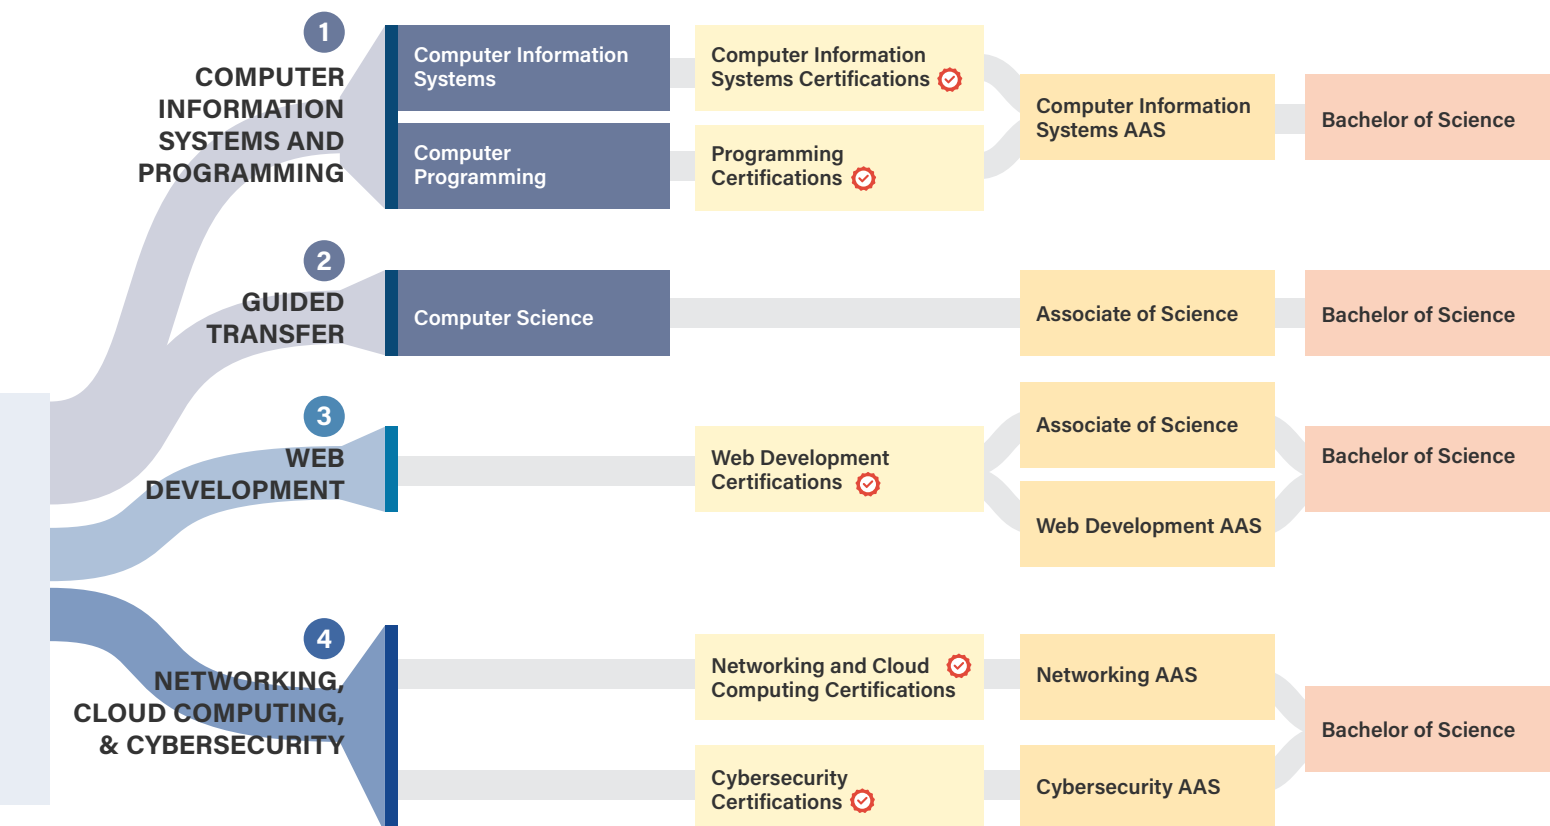 1
COMPUTER
INFORMATION
SYSTEMS AND
PROGRAMMING
Computer Information
Systems
Computer
Programming
Computer Information
Systems Certifications
Programming
Certifications
Computer Information
Systems AAS
Bachelor of Science
2
GUIDED
TRANSFER
Computer Science
Associate of Science
Bachelor of Science
3
WEB
DEVELOPMENT
Web Development
Certifications
Associate of Science
Web Development AAS
Bachelor of Science
4
NETWORKING,
CLOUD COMPUTING,
& CYBERSECURITY
Networking and Cloud
Computing Certifications
Cybersecurity
Certifications
Networking AAS
Cybersecurity AAS
Bachelor of Science